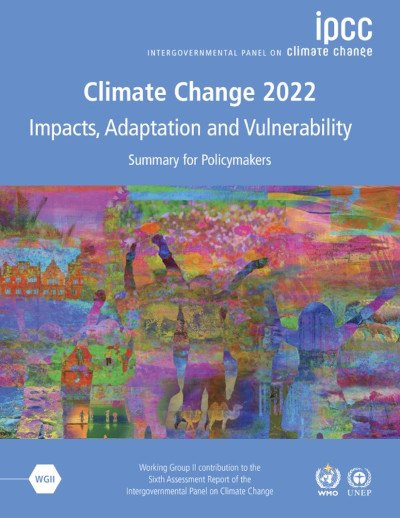 ipcc
INTERGOVERNMENTAL PANEL ON climate change
Climate Change 2022
Impacts, Adaptation and Vulnerability
Summary for Policymakers
WGII
Working Group II contribution to the
Sixth Assessment Report of the
Intergovernmental Panel on Climate Change
WMO
UNEP